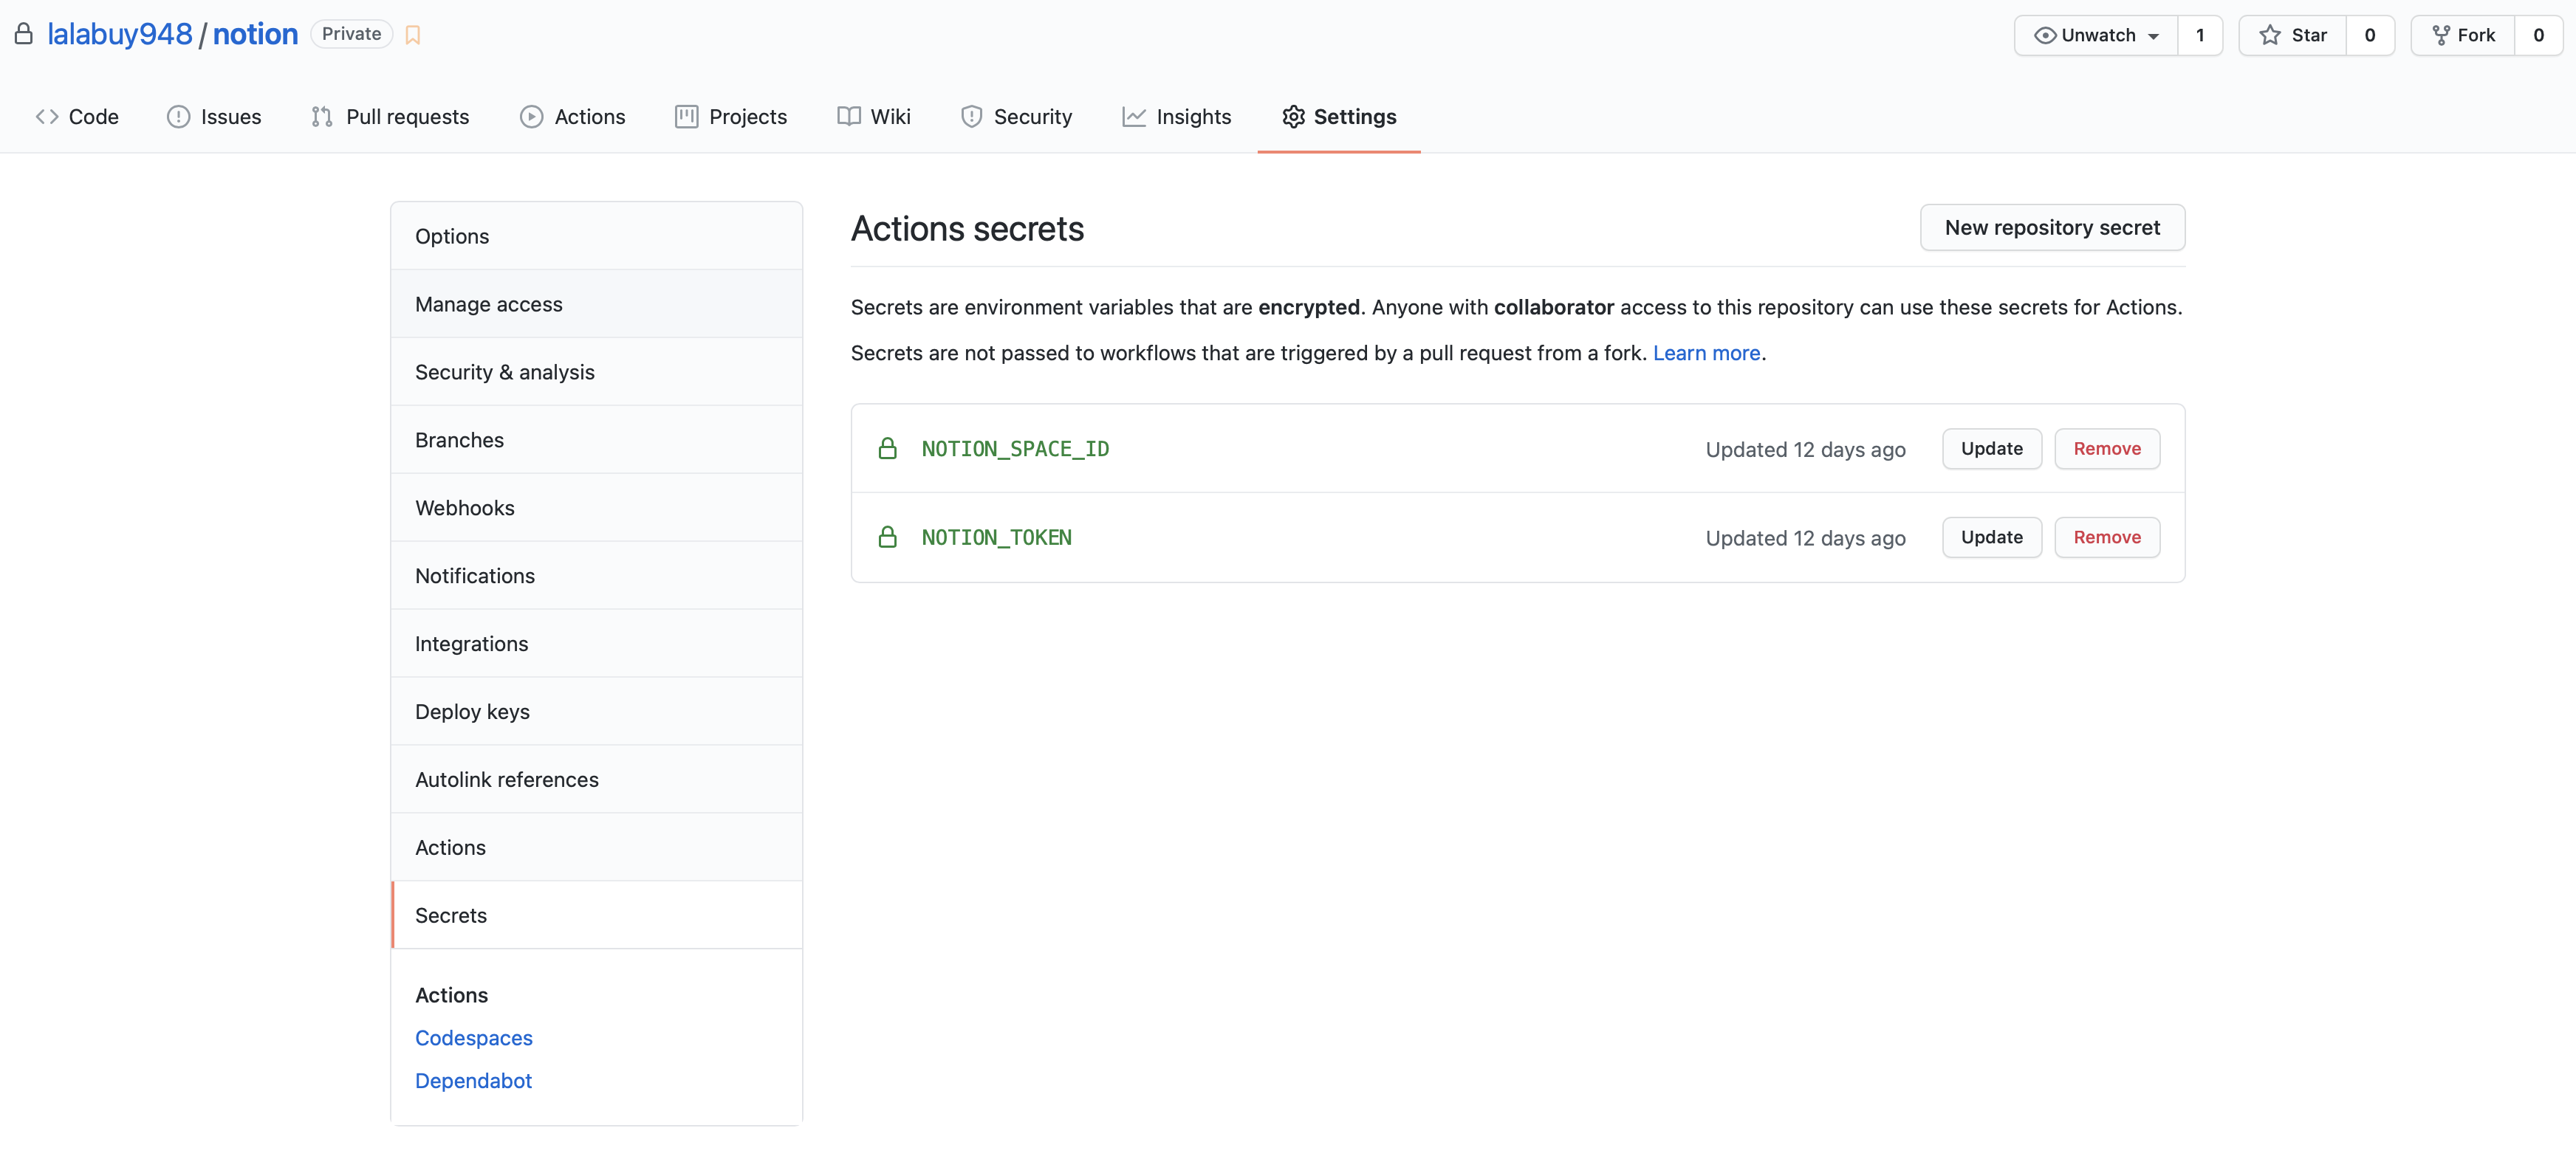 lalabuy948 / notion Private Unwatch 1 Star 0 Fork 0
Code Issues Pull requests Actions Projects Wiki Security Insights Settings
Options
Manage access
Security & analysis
Branches
Webhooks
Notifications
Integrations
Deploy keys
Autolink references
Actions
Secrets
Actions
Codespaces
Dependabot
Actions secrets New repository secret
Secrets are environment variables that are encrypted. Anyone with collaborator access to this repository can use these secrets for Actions.
Secrets are not passed to workflows that are triggered by a pull request from a fork. Learn more.
NOTION_SPACE_ID Updated 12 days ago Update Remove
NOTION_TOKEN Updated 12 days ago Update Remove